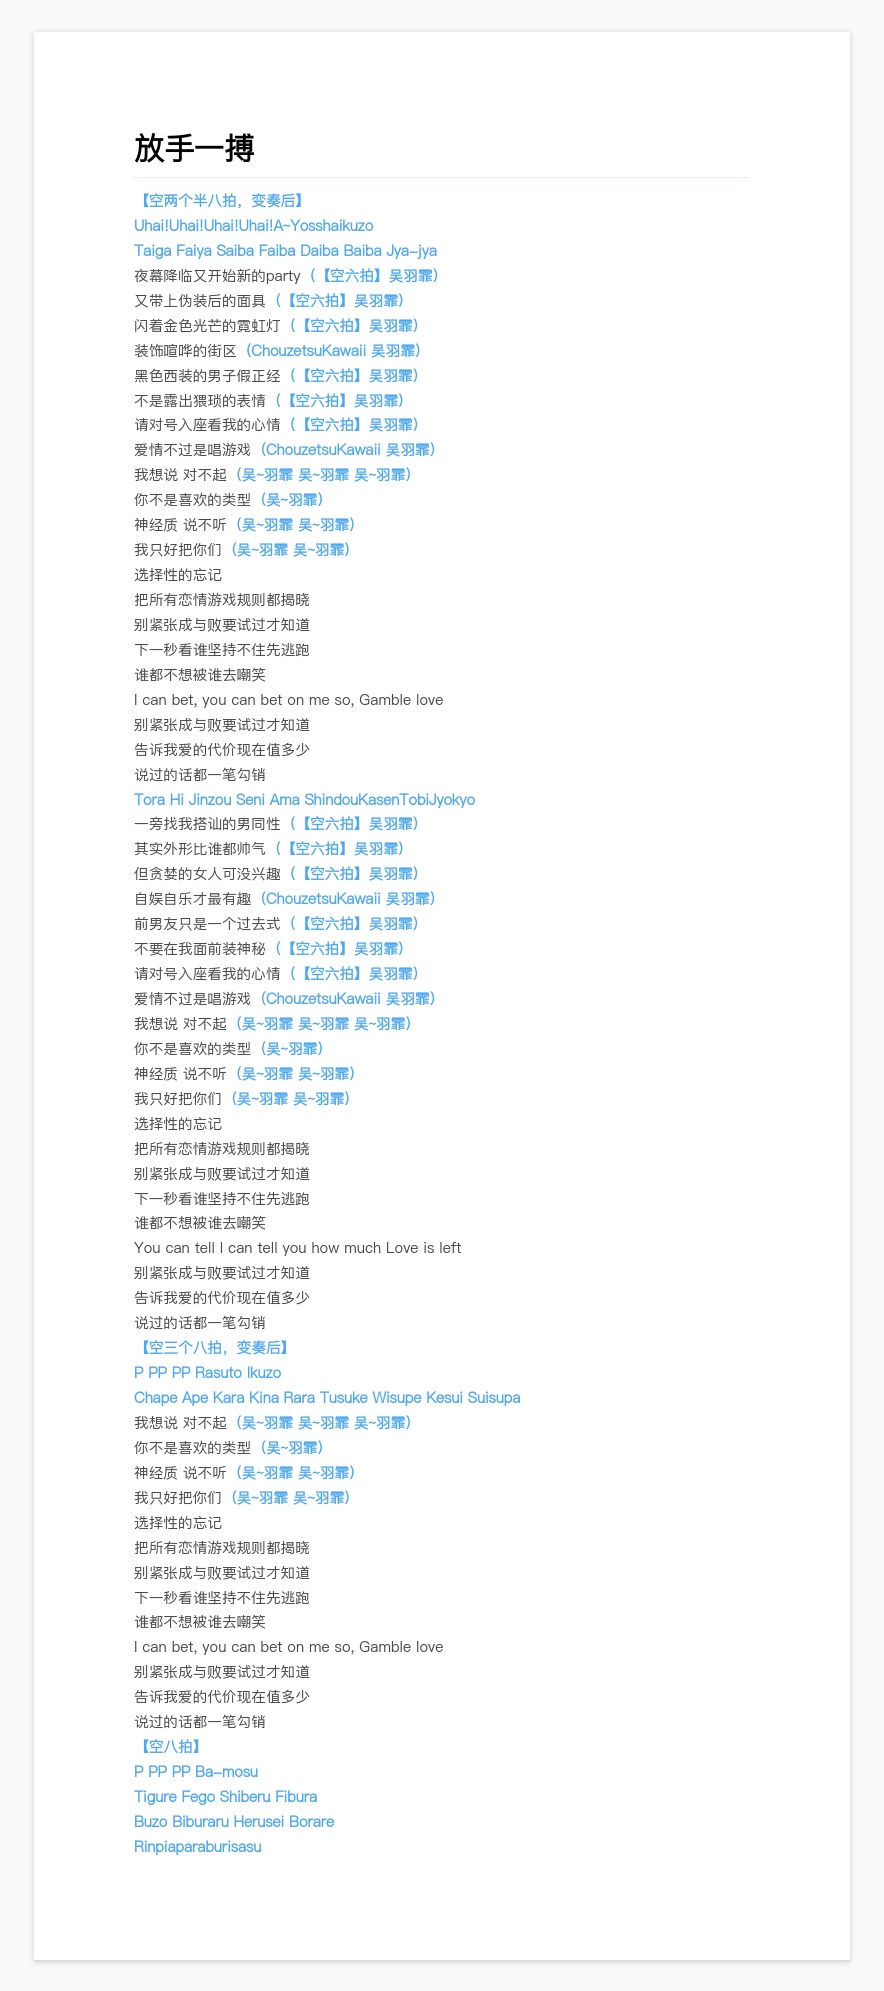 放手一搏
【空两个半八拍，变奏后】
Uhai!Uhai!Uhai!Uhai!A~Yosshaikuzo
Taiga Faiya Saiba Faiba Daiba Baiba Jya-jya
夜幕降临又开始新的party（【空六拍】吴羽霏）
又带上伪装后的面具（【空六拍】吴羽霏）
闪着金色光芒的霓虹灯（【空六拍】吴羽霏）
装饰喧哗的街区（ChouzetsuKawaii 吴羽霏）
黑色西装的男子假正经（【空六拍】吴羽霏）
不是露出猥琐的表情（【空六拍】吴羽霏）
请对号入座看我的心情（【空六拍】吴羽霏）
爱情不过是唱游戏（ChouzetsuKawaii 吴羽霏）
我想说 对不起（吴~羽霏 吴~羽霏 吴~羽霏）
你不是喜欢的类型（吴~羽霏）
神经质 说不听（吴~羽霏 吴~羽霏）
我只好把你们（吴~羽霏 吴~羽霏）
选择性的忘记
把所有恋情游戏规则都揭晓
别紧张成与败要试过才知道
下一秒看谁坚持不住先逃跑
谁都不想被谁去嘲笑
I can bet, you can bet on me so, Gamble love
别紧张成与败要试过才知道
告诉我爱的代价现在值多少
说过的话都一笔勾销
Tora Hi Jinzou Seni Ama ShindouKasenTobiJyokyo
一旁找我搭讪的男同性（【空六拍】吴羽霏）
其实外形比谁都帅气（【空六拍】吴羽霏）
但贪婪的女人可没兴趣（【空六拍】吴羽霏）
自娱自乐才最有趣（ChouzetsuKawaii 吴羽霏）
前男友只是一个过去式（【空六拍】吴羽霏）
不要在我面前装神秘（【空六拍】吴羽霏）
请对号入座看我的心情（【空六拍】吴羽霏）
爱情不过是唱游戏（ChouzetsuKawaii 吴羽霏）
我想说 对不起（吴~羽霏 吴~羽霏 吴~羽霏）
你不是喜欢的类型（吴~羽霏）
神经质 说不听（吴~羽霏 吴~羽霏）
我只好把你们（吴~羽霏 吴~羽霏）
选择性的忘记
把所有恋情游戏规则都揭晓
别紧张成与败要试过才知道
下一秒看谁坚持不住先逃跑
谁都不想被谁去嘲笑
You can tell I can tell you how much Love is left
别紧张成与败要试过才知道
告诉我爱的代价现在值多少
说过的话都一笔勾销
【空三个八拍，变奏后】
P PP PP Rasuto Ikuzo
Chape Ape Kara Kina Rara Tusuke Wisupe Kesui Suisupa
我想说 对不起（吴~羽霏 吴~羽霏 吴~羽霏）
你不是喜欢的类型（吴~羽霏）
神经质 说不听（吴~羽霏 吴~羽霏）
我只好把你们（吴~羽霏 吴~羽霏）
选择性的忘记
把所有恋情游戏规则都揭晓
别紧张成与败要试过才知道
下一秒看谁坚持不住先逃跑
谁都不想被谁去嘲笑
I can bet, you can bet on me so, Gamble love
别紧张成与败要试过才知道
告诉我爱的代价现在值多少
说过的话都一笔勾销
【空八拍】
P PP PP Ba-mosu
Tigure Fego Shiberu Fibura
Buzo Biburaru Herusei Borare
Rinpiaparaburisasu